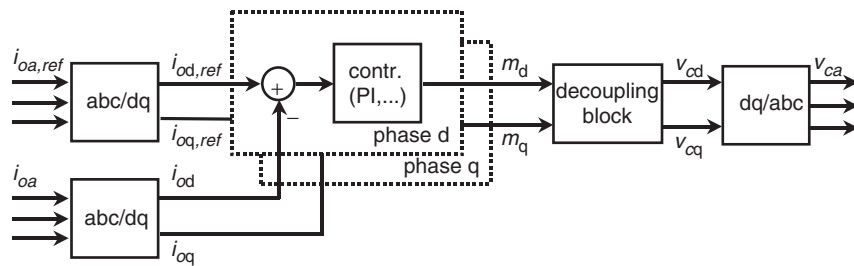 i_oa,ref
abc/dq
i_od,ref
i_oq,ref
+
−
contr.
(PI,...)
phase d
phase q
m_d
m_q
decoupling
block
v_cd
v_cq
dq/abc
v_ca
i_oa
abc/dq
i_od
i_oq